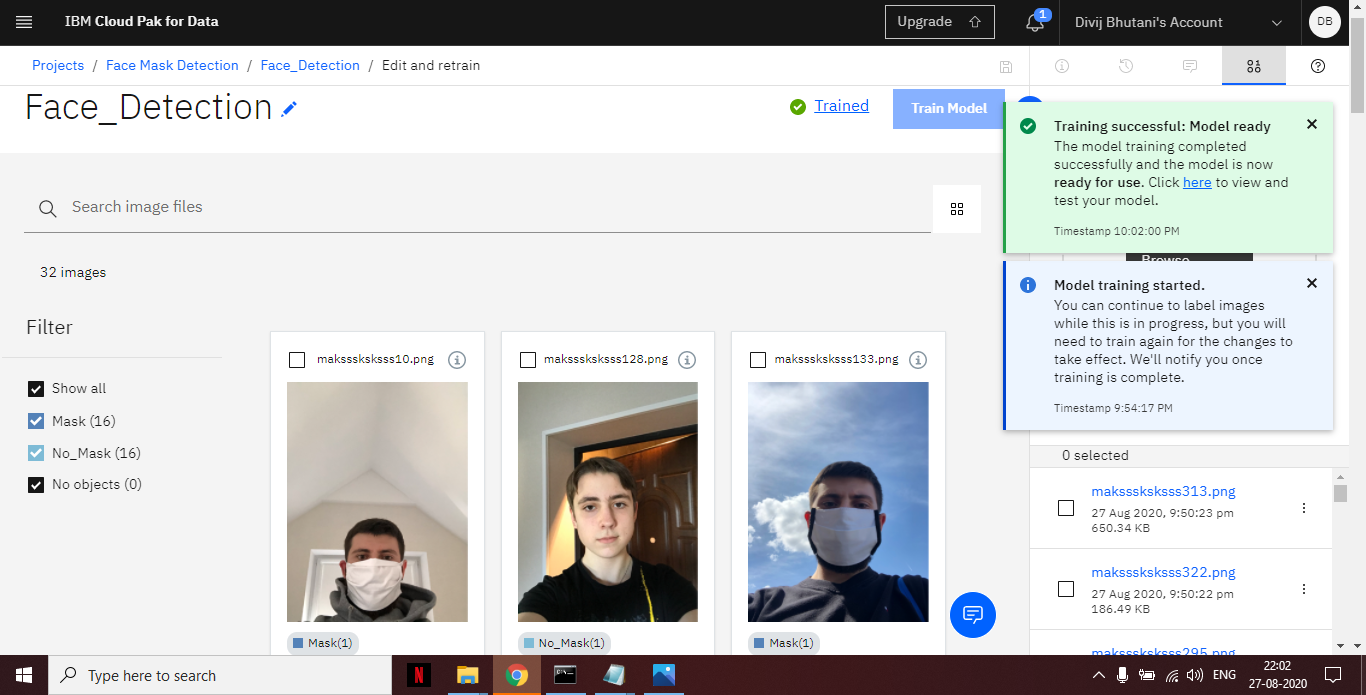 IBM Cloud Pak for Data
Upgrade
1
Divij Bhutani's Account
DB
Projects / Face Mask Detection / Face_Detection / Edit and retrain
Face_Detection
Trained
Train Model
Training successful: Model ready
The model training completed
successfully and the model is now
ready for use. Click here to view and
test your model.
Timestamp 10:02:00 PM
Browse
Model training started.
You can continue to label images
while this is in progress, but you will
need to train again for the changes to
take effect. We'll notify you once
training is complete.
Timestamp 9:54:17 PM
Search image files
32 images
Filter
Show all
Mask (16)
No_Mask (16)
No objects (0)
maksssksksss10.png
maksssksksss128.png
maksssksksss133.png
Mask(1)
No_Mask(1)
Mask(1)
0 selected
maksssksksss313.png
27 Aug 2020, 9:50:23 pm
650.34 KB
maksssksksss322.png
27 Aug 2020, 9:50:22 pm
186.49 KB
maksssksksss295.png
Type here to search
N
ENG
22:02
27-08-2020